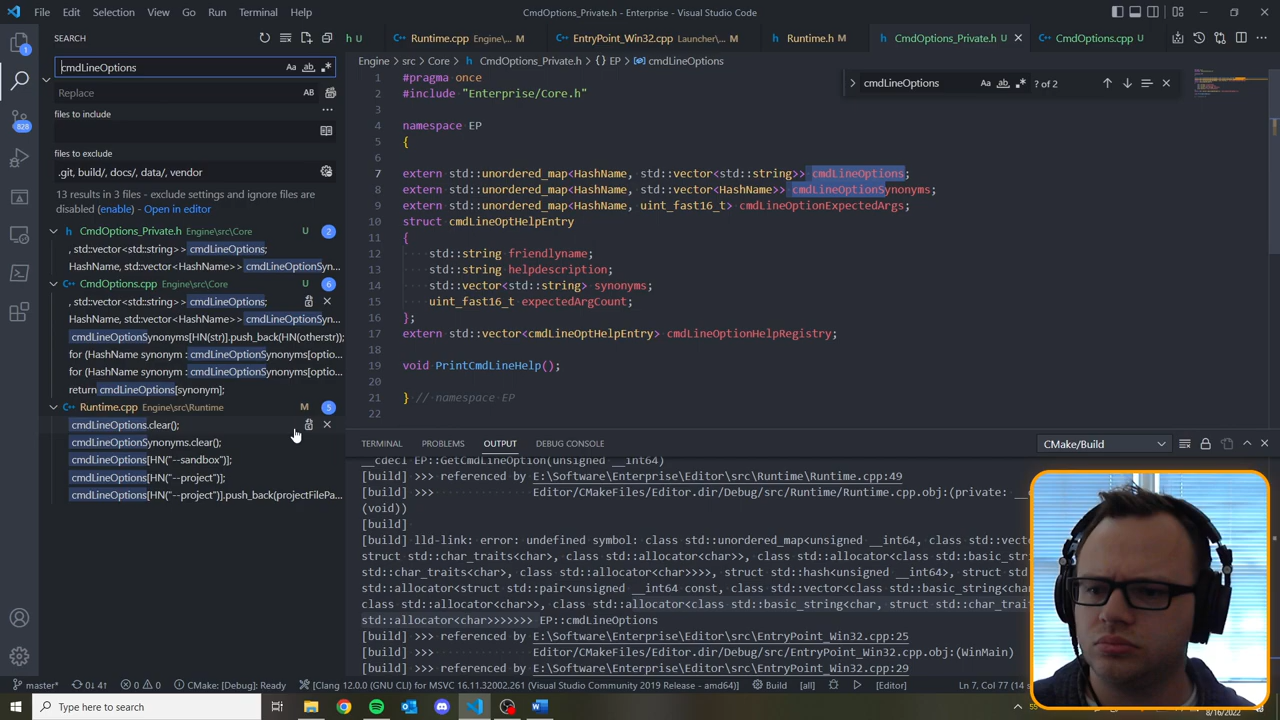 File Edit Selection View Go Run Terminal Help
CmdOptions_Private.h - Enterprise - Visual Studio Code
SEARCH
.h
Runtime.cpp Engine\... M
EntryPoint_Win32.cpp Launcher\...
Runtime.h M
CmdOptions_Private.h U
CmdOptions.cpp U
cmdLineOptions
Aa ab
Engine > src > Core > CmdOptions_Private.h > {} EP > cmdLineOptions
Replace
AB
files to include
files to exclude
.git, build/, docs/, data/, vendor
13 results in 3 files - exclude settings and ignore files are
disabled (enable) - Open in editor
CmdOptions_Private.h Engine\src\Core U 2
, std::vector<std::string>> cmdLineOptions;
HashName, std::vector<HashName>> cmdLineOptionSyn...
CmdOptions.cpp Engine\src\Core U 6
, std::vector<std::string>> cmdLineOptions;
HashName, std::vector<HashName>> cmdLineOptionSyn...
cmdLineOptionSynonyms[HN(str)].push_back(HN(otherstr));
for (HashName synonym : cmdLineOptionSynonyms[optio...
for (HashName synonym : cmdLineOptionSynonyms[optio...
return cmdLineOptions[synonym];
Runtime.cpp Engine\src\Runtime M 5
cmdLineOptions.clear();
cmdLineOptionSynonyms.clear();
cmdLineOptions[HN("--sandbox")];
cmdLineOptions[HN("--project")];
cmdLineOptions[HN("--project")].push_back(projectFilePa...
1
828
cmdLineOptions Aa ab ? of 2
1 #pragma once
2 #include "Enterprise/Core.h"
3
4 namespace EP
5 {
6
7 extern std::unordered_map<HashName, std::vector<std::string>> cmdLineOptions;
8 extern std::unordered_map<HashName, std::vector<HashName>> cmdLineOptionSynonyms;
9 extern std::unordered_map<HashName, uint_fast16_t> cmdLineOptionExpectedArgs;
10 struct cmdLineOptHelpEntry
11 {
12 std::string friendlyname;
13 std::string helpdescription;
14 std::vector<std::string> synonyms;
15 uint_fast16_t expectedArgCount;
16 };
17 extern std::vector<cmdLineOptHelpEntry> cmdLineOptionHelpRegistry;
18
19 void PrintCmdLineHelp();
20
21 } // namespace EP
22
TERMINAL PROBLEMS OUTPUT DEBUG CONSOLE
CMake/Build
__cdecl EP::GetCmdLineOption(unsigned __int64)
[build] >>> referenced by E:\Software\Enterprise\Editor\src\Runtime\Runtime.cpp:49
[build] >>> Editor/CMakeFiles/Editor.dir/Debug/src/Runtime/Runtime.cpp.obj:(private: __
(void))
[build]
[build] lld-link: error: undefined symbol: class std::unordered_map<unsigned __int64, class std::vecto
struct std::char_traits<char>, class std::allocator<char>>, class std::allocator<class std::basic_st
std::char_traits<char>, class std::allocator<char>>>>, struct std::hash<unsigned __int64>, struct st
std::allocator<struct std::pair<unsigned __int64 const, class std::vector<class std::basic_string<cha
class std::allocator<char>>, class std::allocator<class std::basic_string<char, struct std::char_trai
std::allocator<char>>>>>>> EP::cmdLineOptions
[build] >>> referenced by E:\Software\Enterprise\Editor\src\EntryPoint_Win32.cpp:25
[build] >>> Editor/CMakeFiles/Editor.dir/Debug/src/EntryPoint_Win32.cpp.obj:(WinMain)
[build] >>> referenced by E:\Software\Enterprise\Editor\src\EntryPoint_Win32.cpp:29
master* 0↓ 4↑ 0 0 CMake: [Debug]: Ready [Clang 12.0.0 (GNU CLI) for MSVC 16.11.32002.261 (Visual Studio Community 2019 Release - amd64)] Build [all] [Editor] Ln 7, Col 77 (14 s
Type here to search
8/16/2022